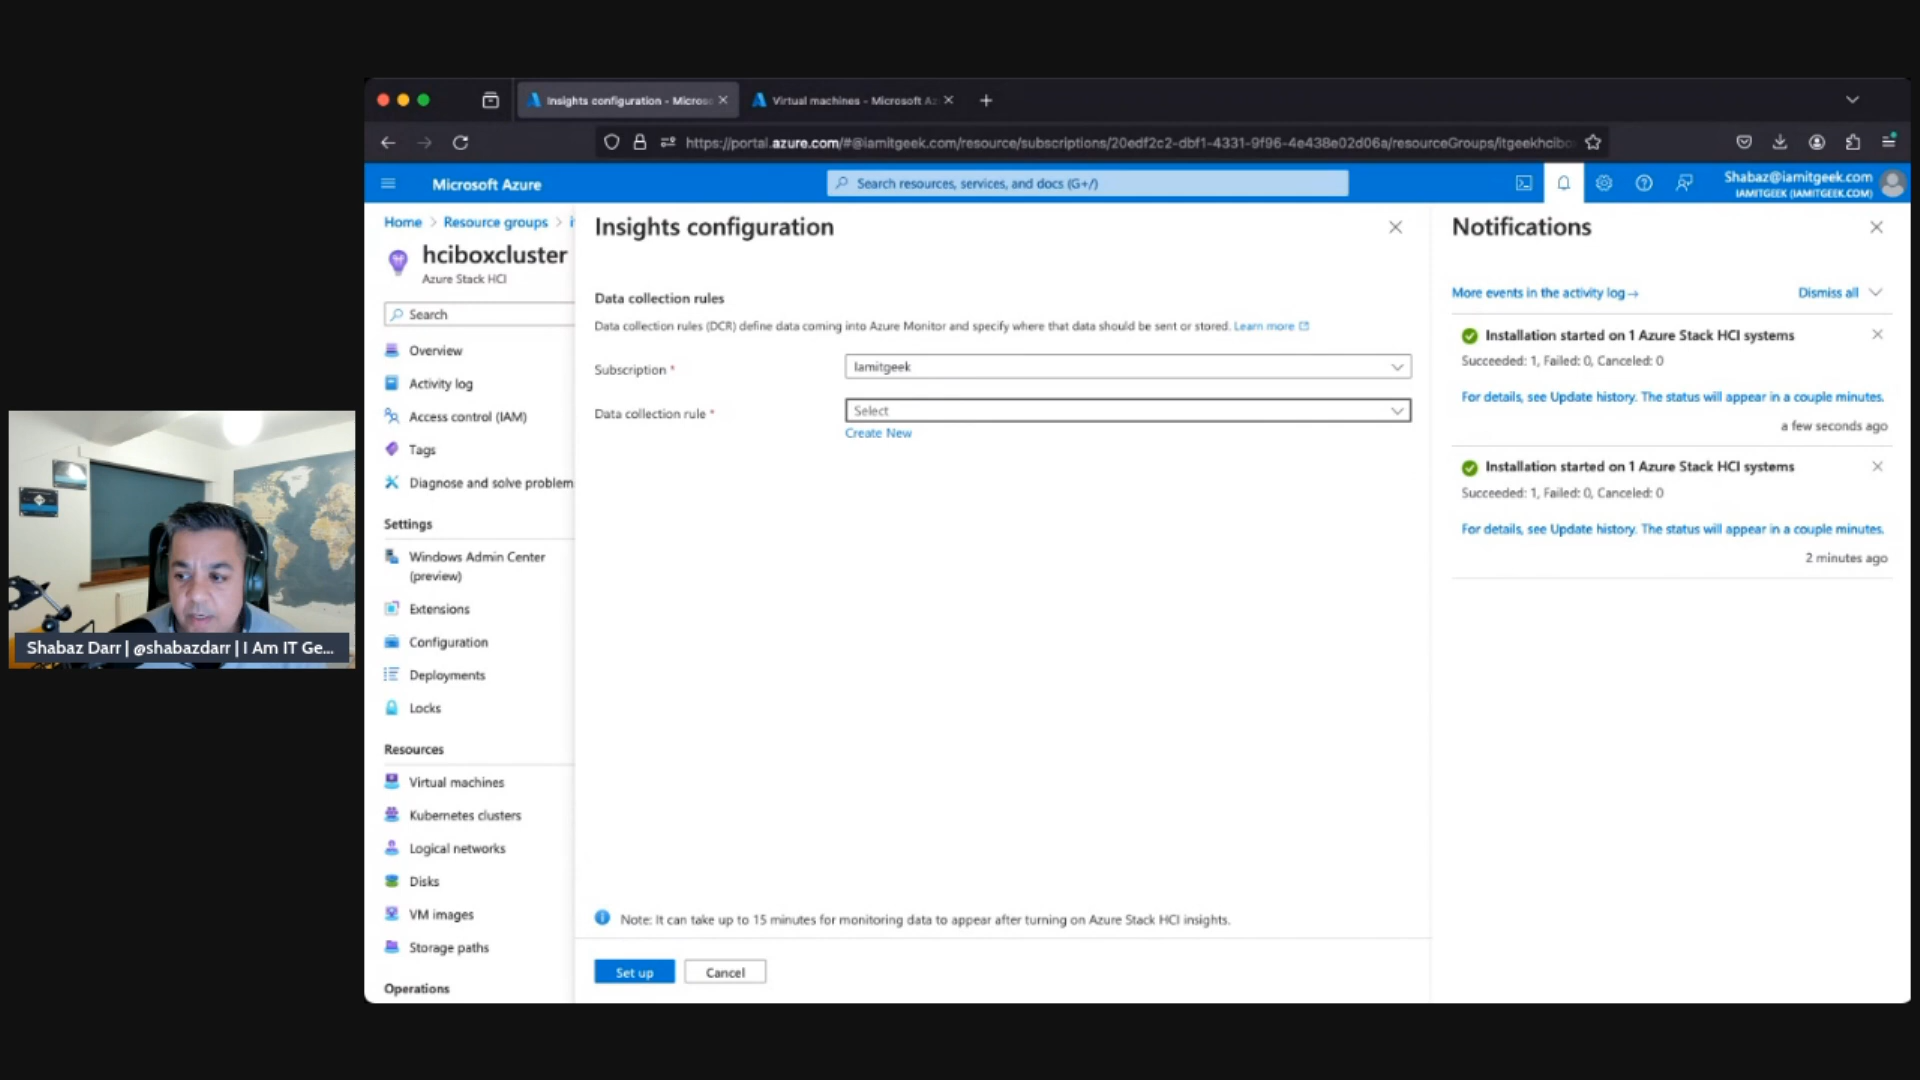 Insights configuration - Micros
Virtual machines - Microsoft Az
https://portal.azure.com/#@iamitgeek.com/resource/subscriptions/20edf2c2-dbf1-4331-9f96-4e438e02d06a/resourceGroups/itgeekhcibo
Microsoft Azure
Search resources, services, and docs (G+/)
Shabaz@iamitgeek.com
IAMITGEEK (IAMITGEEK.COM)
Home > Resource groups >
hciboxcluster
Azure Stack HCI
Search
Overview
Activity log
Access control (IAM)
Tags
Diagnose and solve problem
Settings
Windows Admin Center
(preview)
Extensions
Configuration
Deployments
Locks
Resources
Virtual machines
Kubernetes clusters
Logical networks
Disks
VM images
Storage paths
Operations
Insights configuration
Data collection rules
Data collection rules (DCR) define data coming into Azure Monitor and specify where that data should be sent or stored. Learn more
Subscription *
Iamitgeek
Data collection rule *
Select
Create New
Note: It can take up to 15 minutes for monitoring data to appear after turning on Azure Stack HCI insights.
Set up
Cancel
Notifications
More events in the activity log →
Dismiss all
Installation started on 1 Azure Stack HCI systems
Succeeded: 1, Failed: 0, Canceled: 0
For details, see Update history. The status will appear in a couple minutes.
a few seconds ago
Installation started on 1 Azure Stack HCI systems
Succeeded: 1, Failed: 0, Canceled: 0
For details, see Update history. The status will appear in a couple minutes.
2 minutes ago
Shabaz Darr | @shabazdarr | I Am IT Ge...